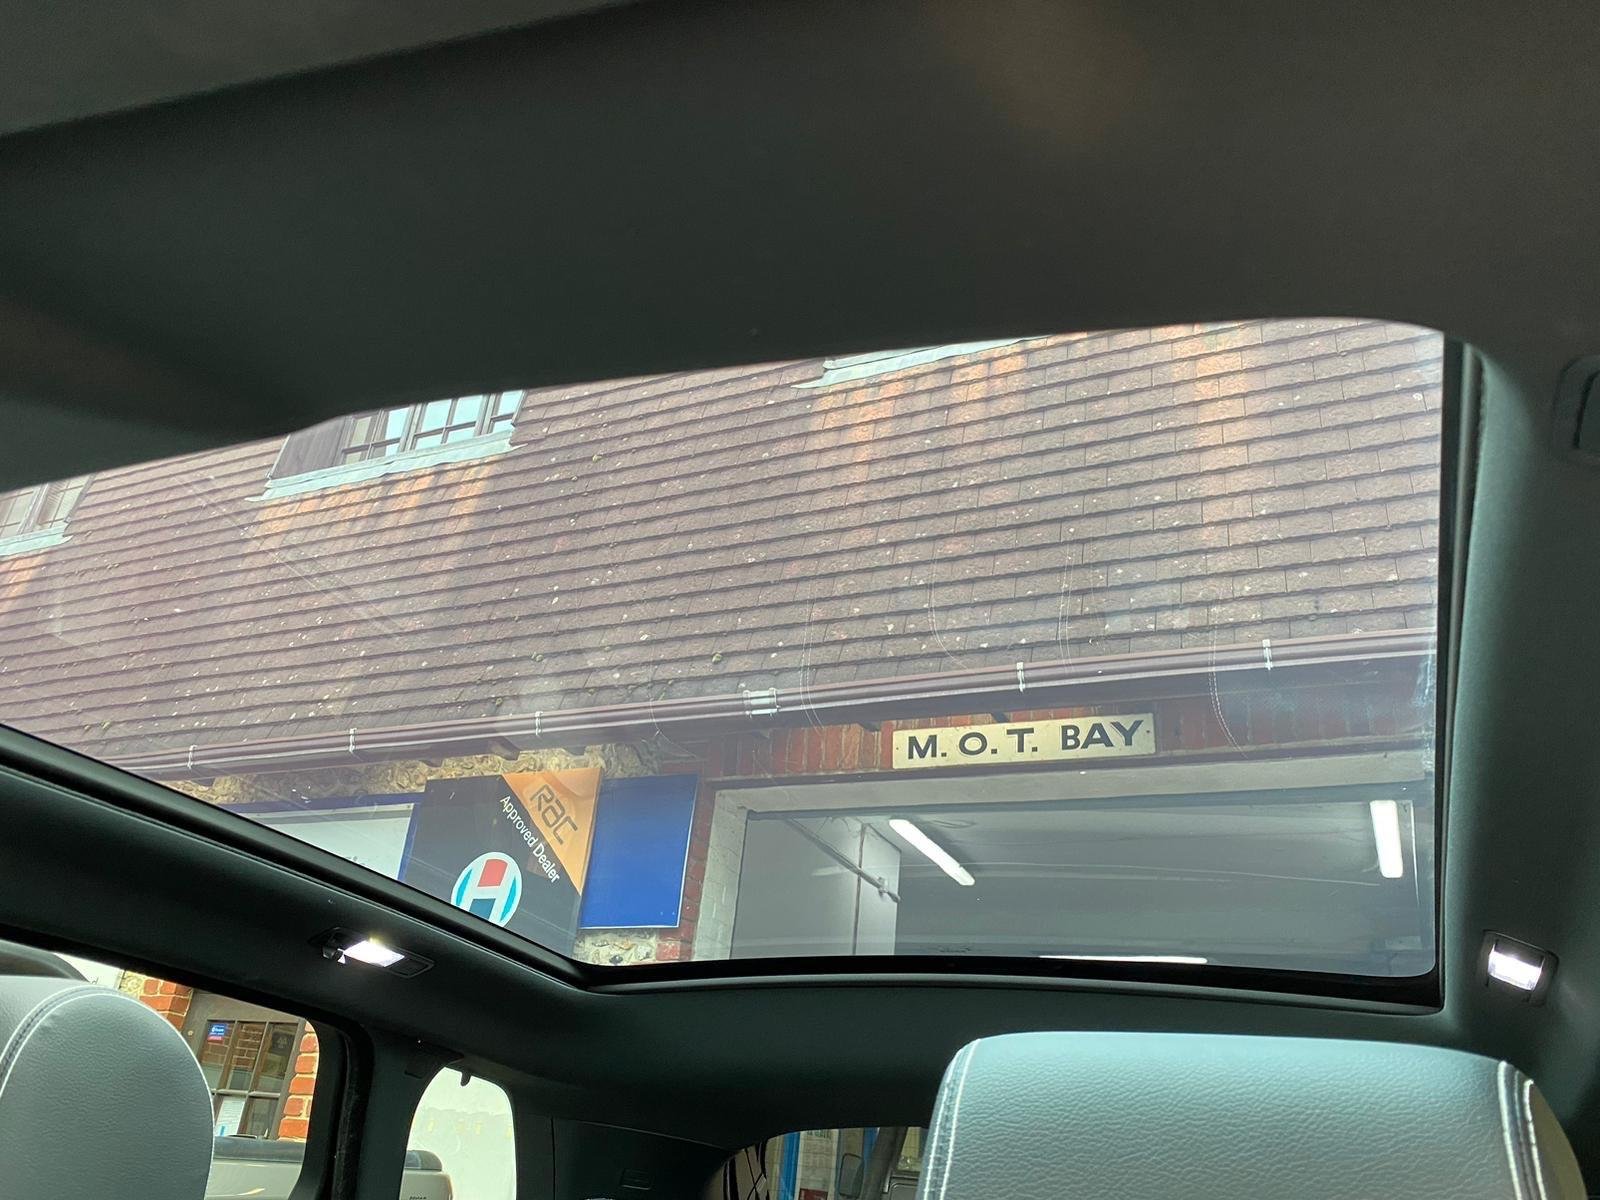 M.O.T. BAY
RAC
Approved Dealer
H